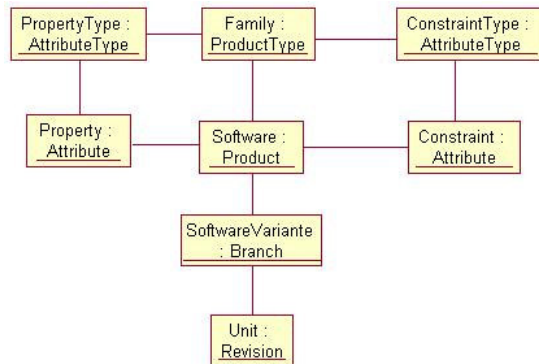 PropertyType :
AttributeType
Family :
ProductType
ConstraintType :
AttributeType
Property :
Attribute
Software :
Product
Constraint :
Attribute
SoftwareVariante
: Branch
Unit :
Revision